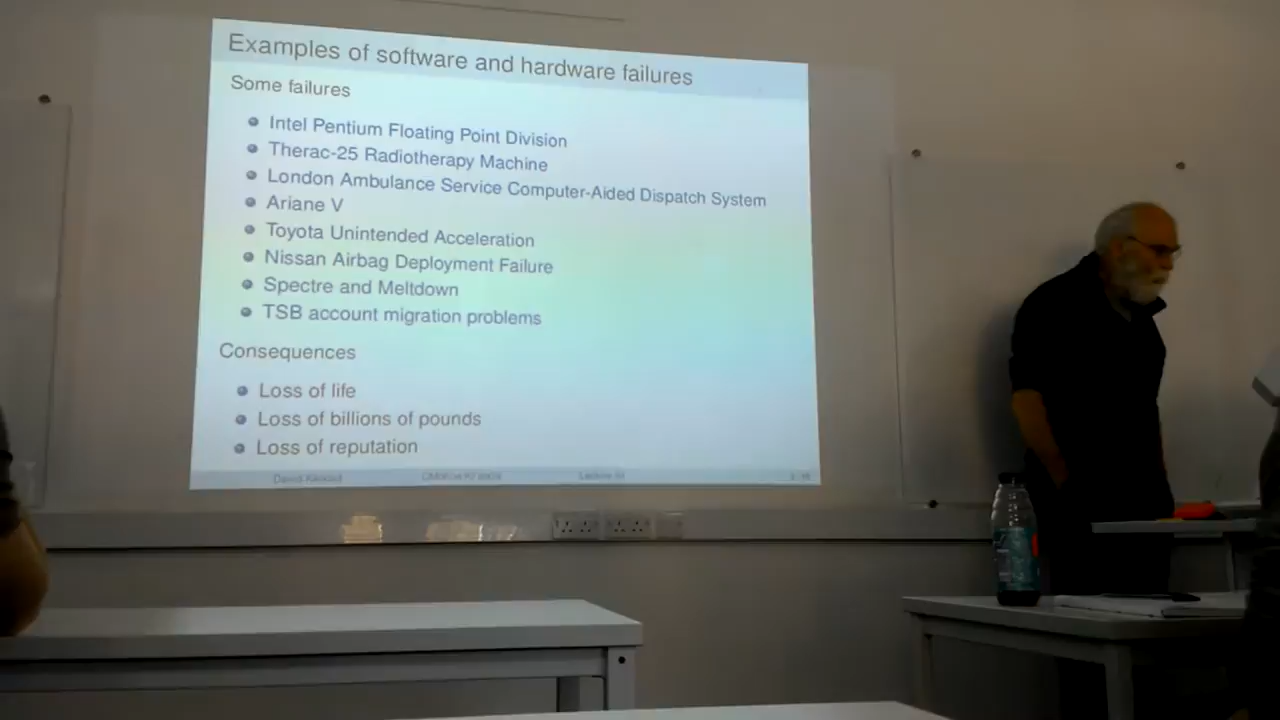 Examples of software and hardware failures
Some failures
Intel Pentium Floating Point Division
Therac-25 Radiotherapy Machine
London Ambulance Service Computer-Aided Dispatch System
Ariane V
Toyota Unintended Acceleration
Nissan Airbag Deployment Failure
Spectre and Meltdown
TSB account migration problems
Consequences
Loss of life
Loss of billions of pounds
Loss of reputation